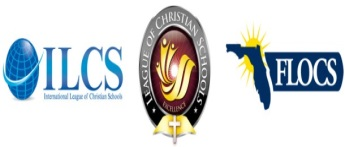 ILCS
International League of Christian Schools
LEAGUE OF CHRISTIAN SCHOOLS
EXCELLENCE
FLOCS